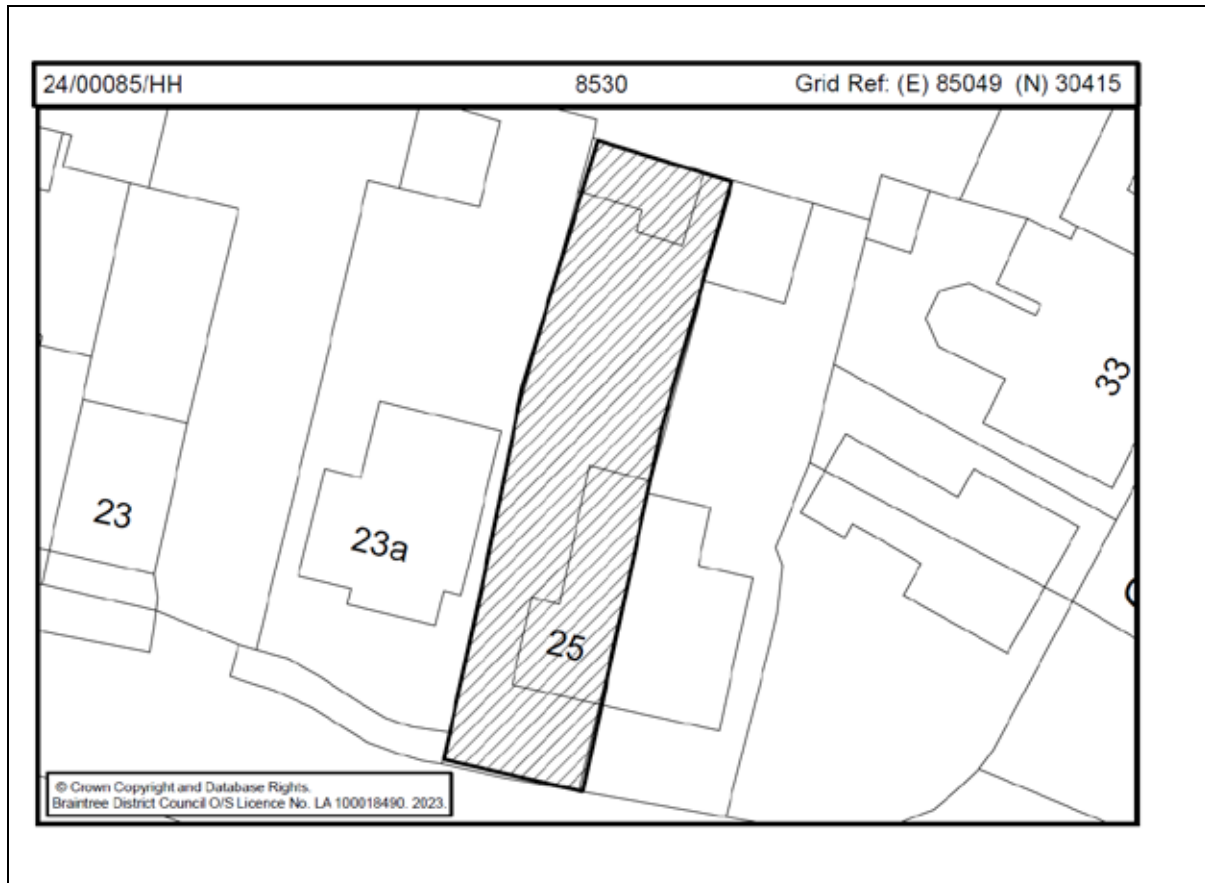 24/00085/HH 8530 Grid Ref: (E) 85049 (N) 30415
33
23
23a
25
© Crown Copyright and Database Rights.
Braintree District Council O/S Licence No. LA 100018490. 2023.